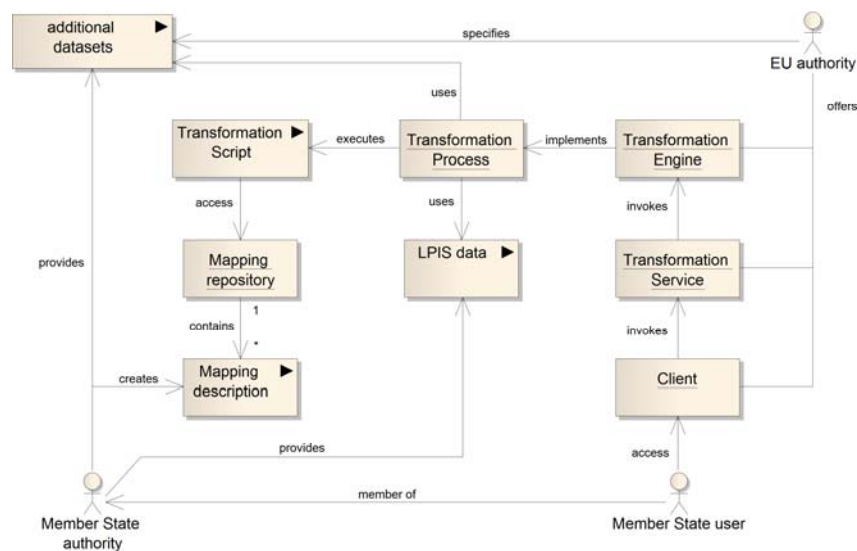 additional
datasets
specifies
EU authority
uses
offers
Transformation
Script
executes
Transformation
Process
implements
Transformation
Engine
access
uses
invokes
provides
Mapping
repository
LPIS data
Transformation
Service
1
contains
*
invokes
creates
Mapping
description
Client
provides
access
member of
Member State
authority
Member State user